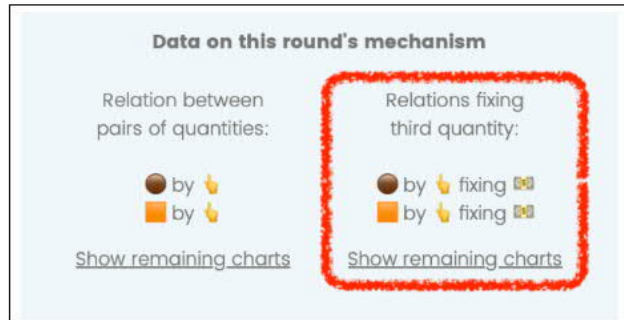 Data on this round's mechanism
Relation between
pairs of quantities:
🟤 by 👆
🟧 by 👆
Show remaining charts
Relations fixing
third quantity:
🟤 by 👆 fixing 💵
🟧 by 👆 fixing 💵
Show remaining charts